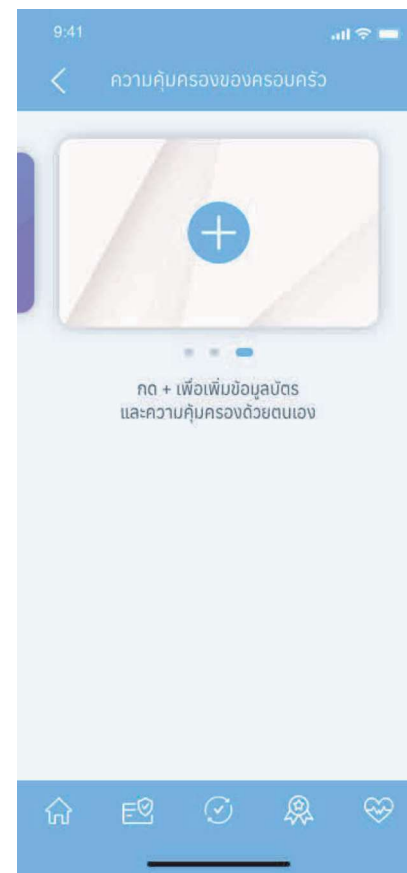 9:41
ความคุ้มครองของครอบครัว
กด + เพื่อเพิ่มข้อมูลบัตร
และความคุ้มครองด้วยตนเอง